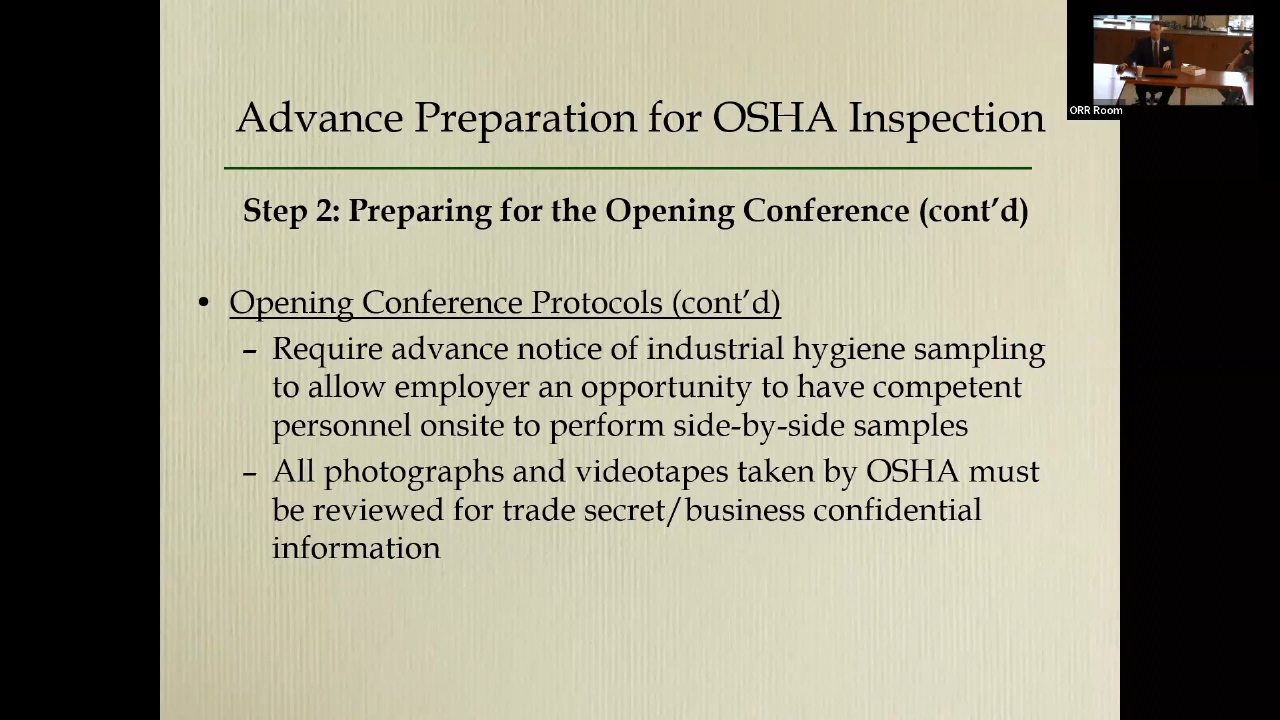 ORR Room
Advance Preparation for OSHA Inspection
Step 2: Preparing for the Opening Conference (cont’d)
• Opening Conference Protocols (cont’d)
– Require advance notice of industrial hygiene sampling
to allow employer an opportunity to have competent
personnel onsite to perform side-by-side samples
– All photographs and videotapes taken by OSHA must
be reviewed for trade secret/business confidential
information